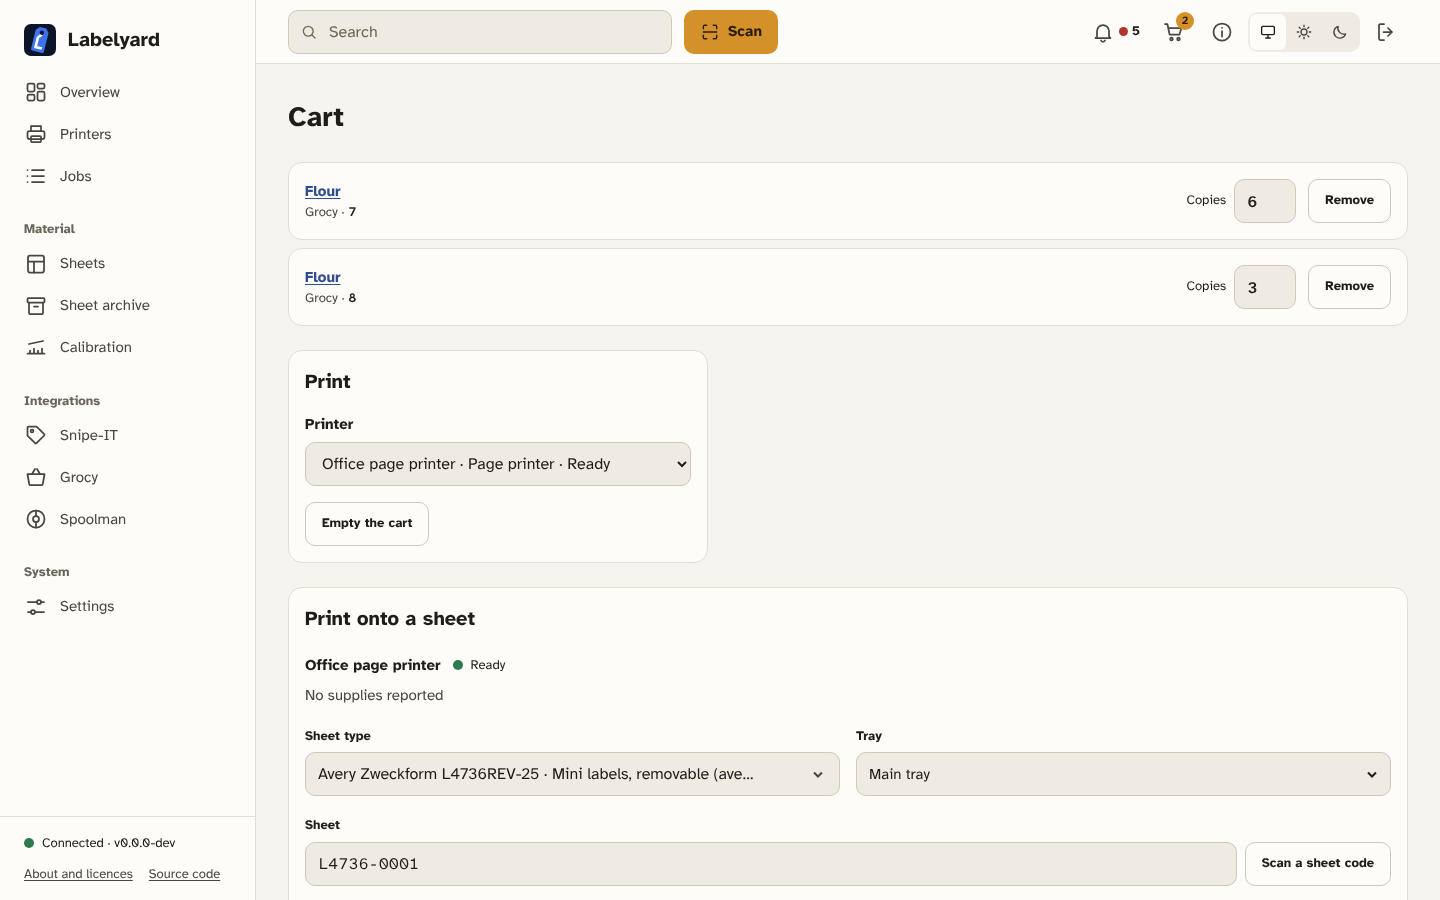 Labelyard
Overview
Printers
Jobs
Material
Sheets
Sheet archive
Calibration
Integrations
Snipe-IT
Grocy
Spoolman
System
Settings
Connected · v0.0.0-dev
About and licences
Source code
Search
Scan
5
2
Cart
Flour
Grocy · 7
Copies
6
Remove
Flour
Grocy · 8
Copies
3
Remove
Print
Printer
Office page printer · Page printer · Ready
Empty the cart
Print onto a sheet
Office page printer
Ready
No supplies reported
Sheet type
Tray
Avery Zweckform L4736REV-25 · Mini labels, removable (ave...
Main tray
Sheet
L4736-0001
Scan a sheet code